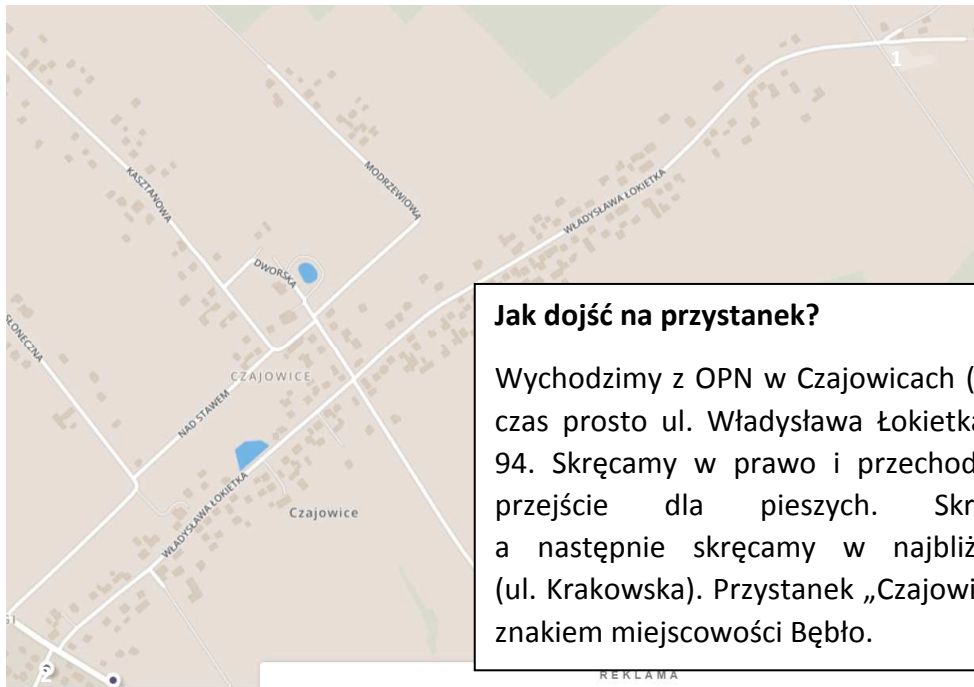 1
KASZTANOWA
MODRZEWIOWA
WŁADYSŁAWA ŁOKIETKA
DWORSKA
SŁONECZNA
CZAJOWICE
NAD STAWEM
WŁADYSŁAWA ŁOKIETKA
Czajowice
2
Jak dojść na przystanek?
Wychodzimy z OPN w Czajowicach (
czas prosto ul. Władysława Łokietka
94. Skręcamy w prawo i przechod
przejście dla pieszych. Skr
a następnie skręcamy w najbliż
(ul. Krakowska). Przystanek „Czajowi
znakiem miejscowości Bębło.
REKLAMA